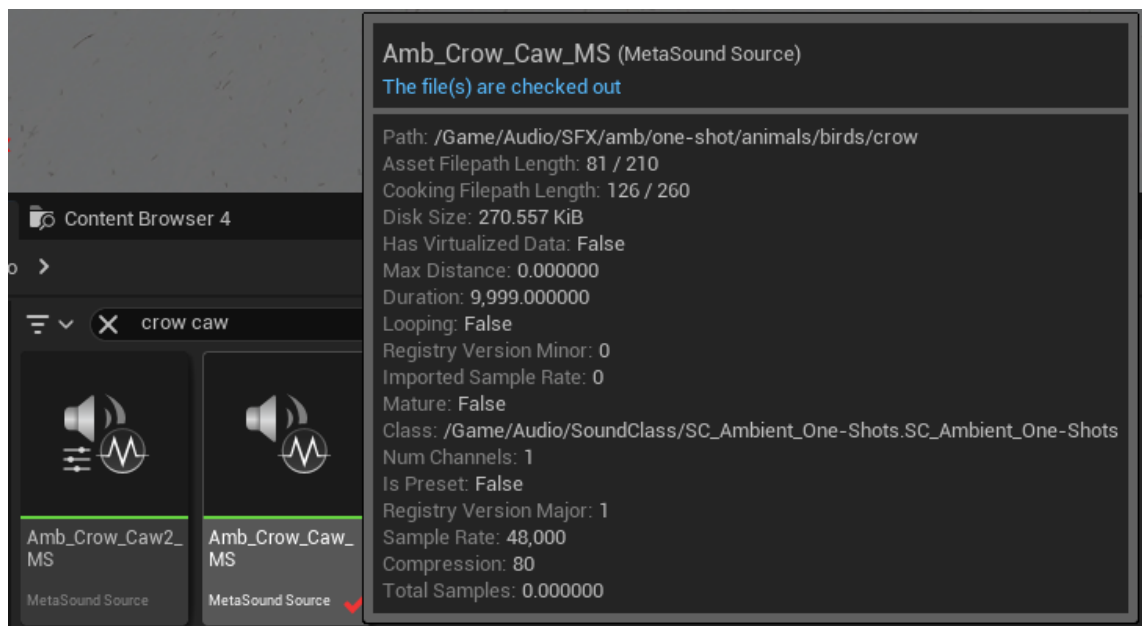 Amb_Crow_Caw_MS (MetaSound Source)
The file(s) are checked out
Path: /Game/Audio/SFX/amb/one-shot/animals/birds/crow
Asset Filepath Length: 81 / 210
Cooking Filepath Length: 126 / 260
Disk Size: 270.557 KiB
Has Virtualized Data: False
Max Distance: 0.000000
Duration: 9,999.000000
Looping: False
Registry Version Minor: 0
Imported Sample Rate: 0
Mature: False
Class: /Game/Audio/SoundClass/SC_Ambient_One-Shots.SC_Ambient_One-Shots
Num Channels: 1
Is Preset: False
Registry Version Major: 1
Sample Rate: 48,000
Compression: 80
Total Samples: 0.000000
Content Browser 4
crow caw
Amb_Crow_Caw2_
MS
MetaSound Source
Amb_Crow_Caw_
MS
MetaSound Source